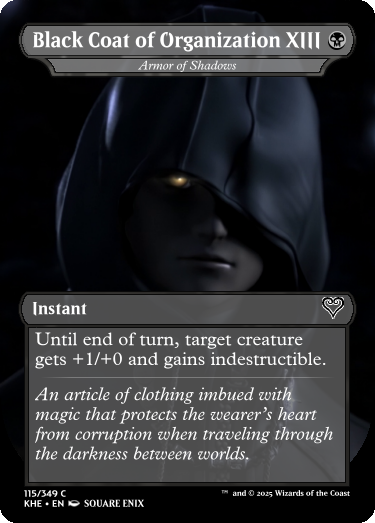 Black Coat of Organization XIII
Armor of Shadows
Instant
Until end of turn, target creature
gets +1/+0 and gains indestructible.
An article of clothing imbued with
magic that protects the wearer's heart
from corruption when traveling through
the darkness between worlds.
115/349 C
KHE • EN SQUARE ENIX
™ and © 2025 Wizards of the Coast